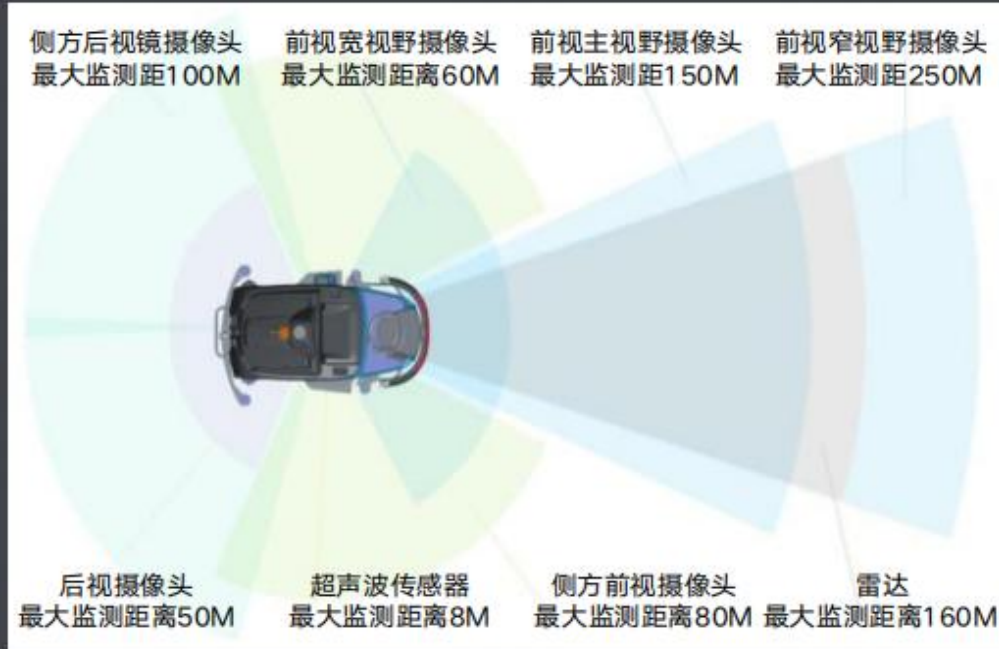 侧方后视镜摄像头
最大监测距100M
前视宽视野摄像头
最大监测距离60M
前视主视野摄像头
最大监测距150M
前视窄视野摄像头
最大监测距250M
后视摄像头
最大监测距离50M
超声波传感器
最大监测距离8M
侧方前视摄像头
最大监测距离80M
雷达
最大监测距离160M